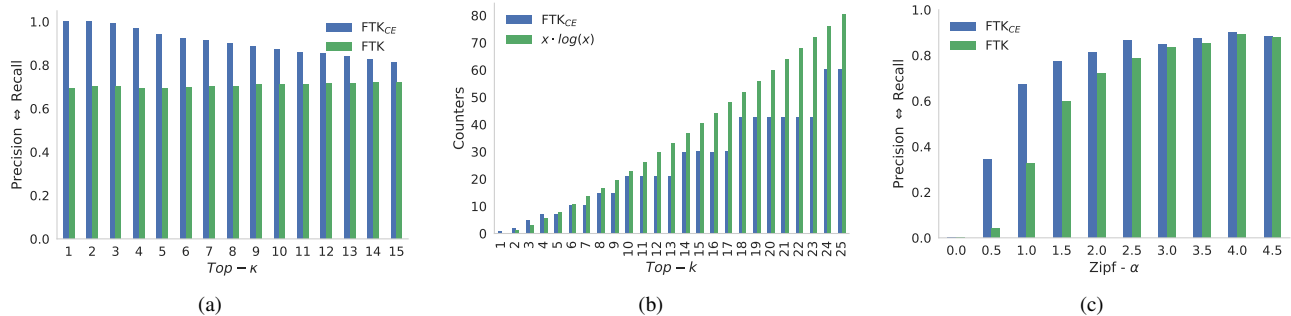 Precision ⇔ Recall
1.0
0.8
0.6
0.4
0.2
0.0
FTK_CE
FTK
1 2 3 4 5 6 7 8 9 10 11 12 13 14 15
Top − κ
(a)
Counters
80
70
60
50
40
30
20
10
0
FTK_CE
x · log(x)
1 2 3 4 5 6 7 8 9 10 11 12 13 14 15 16 17 18 19 20 21 22 23 24 25
Top − k
(b)
Precision ⇔ Recall
1.0
0.8
0.6
0.4
0.2
0.0
FTK_CE
FTK
0.0 0.5 1.0 1.5 2.0 2.5 3.0 3.5 4.0 4.5
Zipf - α
(c)